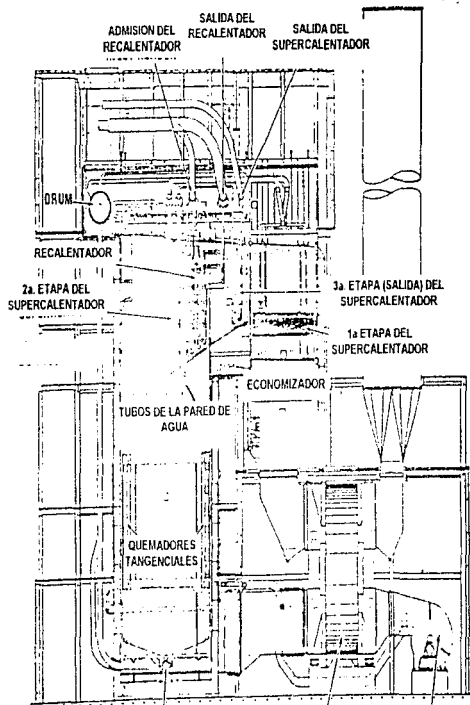 ADMISION DEL
RECALENTADOR
SALIDA DEL
RECALENTADOR
SALIDA DEL
SUPERCALENTADOR
DRUM
RECALENTADOR
2a. ETAPA DEL
SUPERCALENTADOR
3a. ETAPA (SALIDA) DEL
SUPERCALENTADOR
1a ETAPA DEL
SUPERCALENTADOR
ECONOMIZADOR
TUBOS DE LA PARED DE
AGUA
QUEMADORES
TANGENCIALES